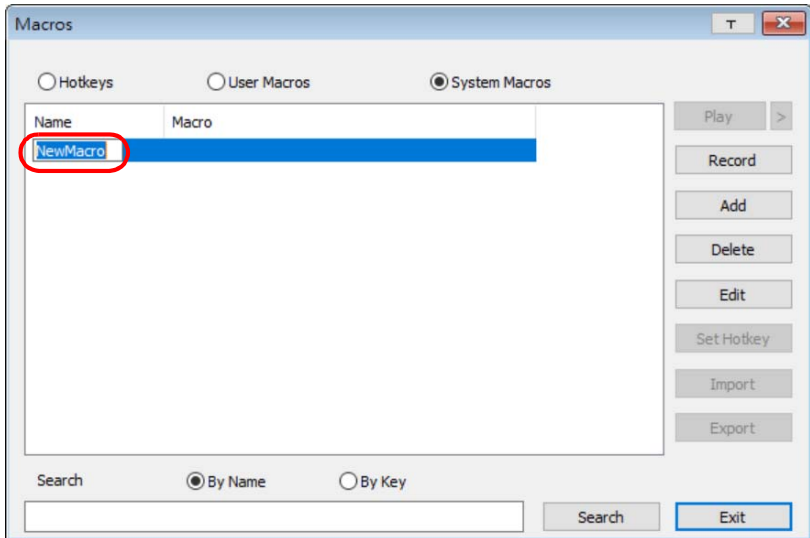 Macros
T
Hotkeys User Macros System Macros
Name Macro
NewMacro
Play >
Record
Add
Delete
Edit
Set Hotkey
Import
Export
Search By Name By Key
Search Exit